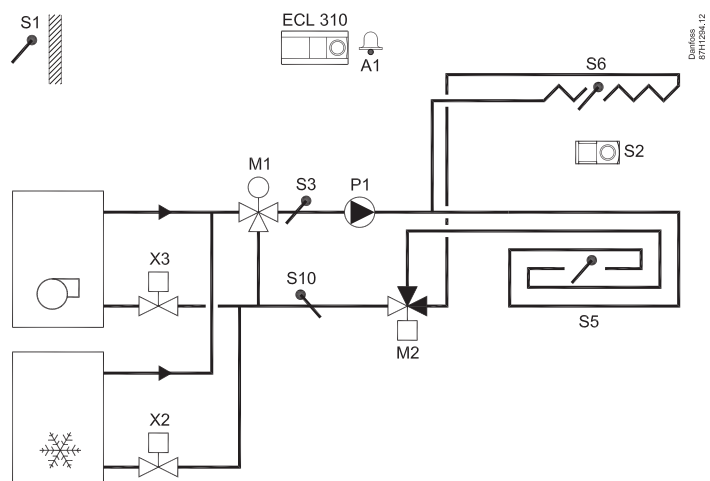 S1
ECL 310
A1
Danfoss
87H1294.12
S6
S2
M1
S3
P1
X3
S10
S5
M2
X2